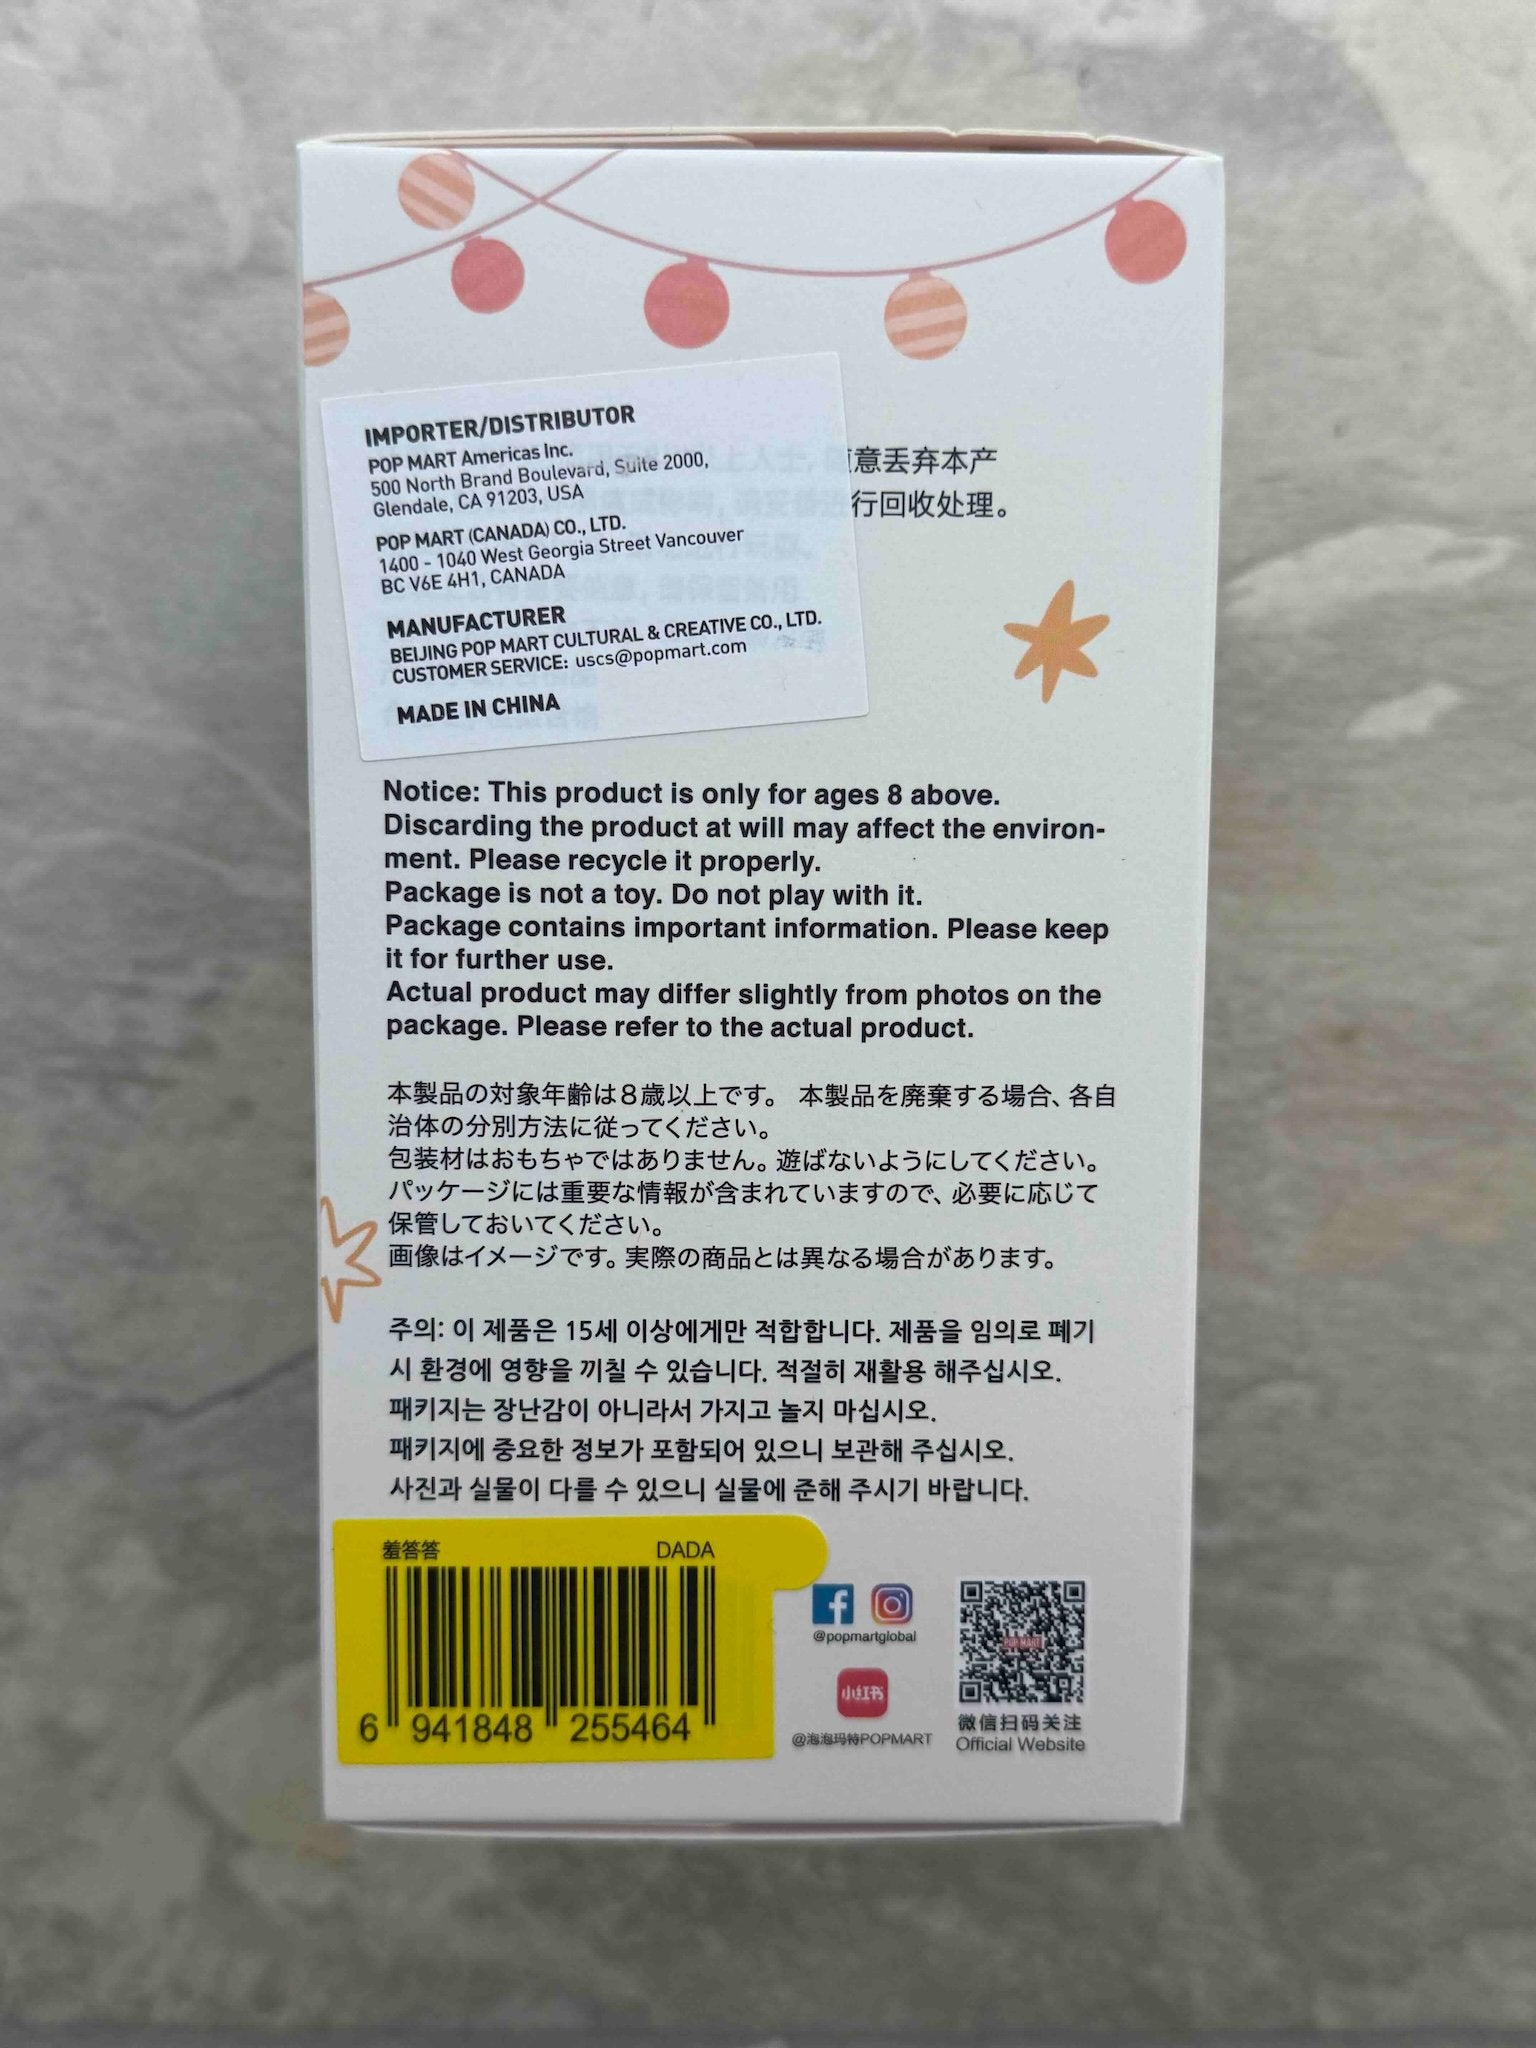 IMPORTER/DISTRIBUTOR
POP MART Americas Inc.
500 North Brand Boulevard, Suite 2000,
Glendale, CA 91203, USA
POP MART (CANADA) CO., LTD.
1400 - 1040 West Georgia Street Vancouver
BC V6E 4H1, CANADA
MANUFACTURER
BEIJING POP MART CULTURAL & CREATIVE CO., LTD.
CUSTOMER SERVICE: uscs@popmart.com
MADE IN CHINA
意丢弃本产
行回收处理。
Notice: This product is only for ages 8 above.
Discarding the product at will may affect the environ-
ment. Please recycle it properly.
Package is not a toy. Do not play with it.
Package contains important information. Please keep
it for further use.
Actual product may differ slightly from photos on the
package. Please refer to the actual product.
本製品の対象年齢は8歳以上です。 本製品を廃棄する場合、各自
治体の分別方法に従ってください。
包装材はおもちゃではありません。遊ばないようにしてください。
パッケージには重要な情報が含まれていますので、必要に応じて
保管しておいてください。
画像はイメージです。実際の商品とは異なる場合があります。
주의: 이 제품은 15세 이상에게만 적합합니다. 제품을 임의로 폐기
시 환경에 영향을 끼칠 수 있습니다. 적절히 재활용 해주십시오.
패키지는 장난감이 아니라서 가지고 놀지 마십시오.
패키지에 중요한 정보가 포함되어 있으니 보관해 주십시오.
사진과 실물이 다를 수 있으니 실물에 준해 주시기 바랍니다.
羞答答 DADA
6 941848 255464
@popmartglobal
小红书
@泡泡玛特POPMART
POP MART
微信扫码关注
Official Website